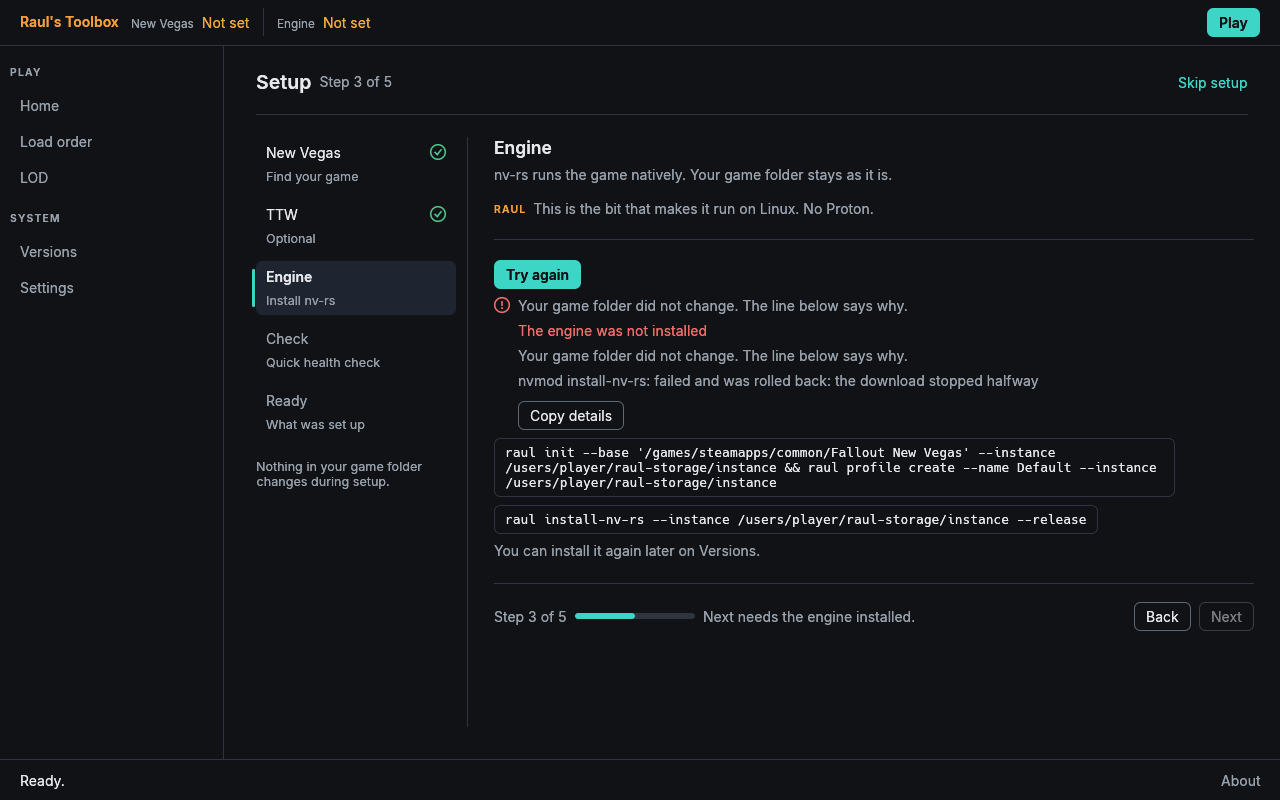 Raul's Toolbox New Vegas Not set Engine Not set Play
PLAY
Home
Load order
LOD
SYSTEM
Versions
Settings
Setup Step 3 of 5 Skip setup
New Vegas
Find your game
TTW
Optional
Engine
Install nv-rs
Check
Quick health check
Ready
What was set up
Nothing in your game folder
changes during setup.
Engine
nv-rs runs the game natively. Your game folder stays as it is.
RAUL This is the bit that makes it run on Linux. No Proton.
Try again
Your game folder did not change. The line below says why.
The engine was not installed
Your game folder did not change. The line below says why.
nvmod install-nv-rs: failed and was rolled back: the download stopped halfway
Copy details
raul init --base '/games/steamapps/common/Fallout New Vegas' --instance
/users/player/raul-storage/instance && raul profile create --name Default --instance
/users/player/raul-storage/instance
raul install-nv-rs --instance /users/player/raul-storage/instance --release
You can install it again later on Versions.
Step 3 of 5 Next needs the engine installed. Back Next
Ready. About